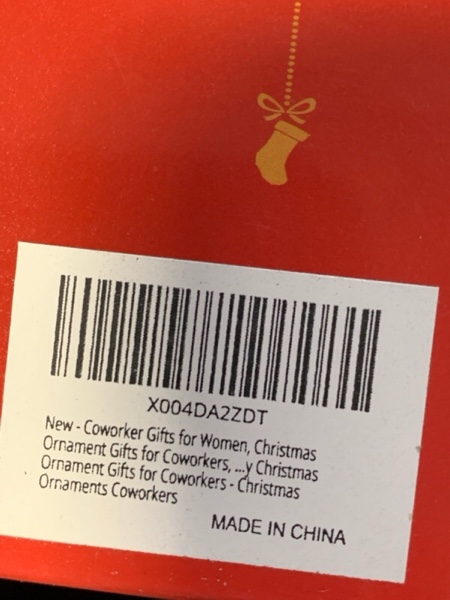 X004DA2ZDT
New - Coworker Gifts for Women, Christmas
Ornament Gifts for Coworkers, ...y Christmas
Ornament Gifts for Coworkers - Christmas
Ornaments Coworkers
MADE IN CHINA